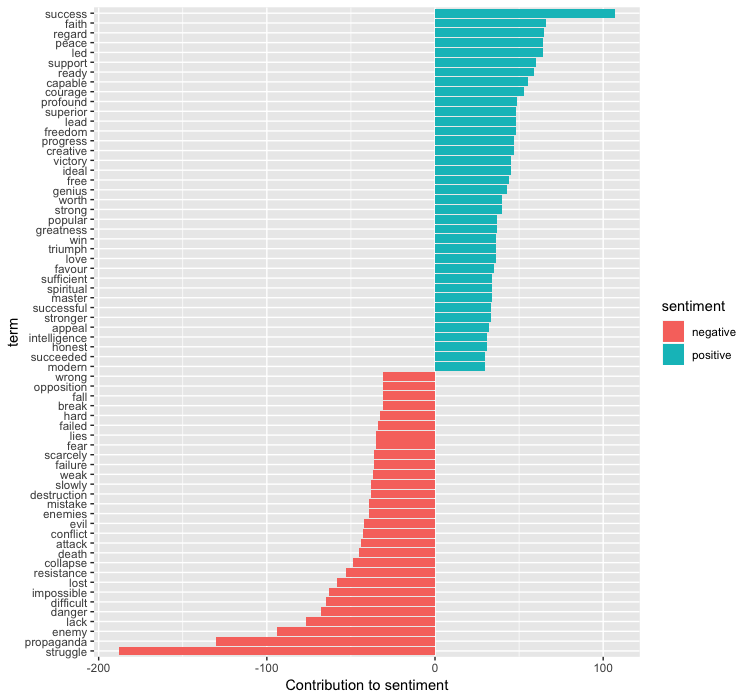 success
faith
regard
peace
led
support
ready
capable
courage
profound
superior
lead
freedom
progress
creative
victory
ideal
free
genius
worth
strong
popular
greatness
win
triumph
love
favour
sufficient
spiritual
master
successful
stronger
appeal
intelligence
honest
succeeded
modern
wrong
opposition
fall
break
hard
failed
lies
fear
scarcely
failure
weak
slowly
destruction
mistake
enemies
evil
conflict
attack
death
collapse
resistance
lost
impossible
difficult
danger
lack
enemy
propaganda
struggle
term
-200 -100 0 100
Contribution to sentiment
sentiment
negative
positive